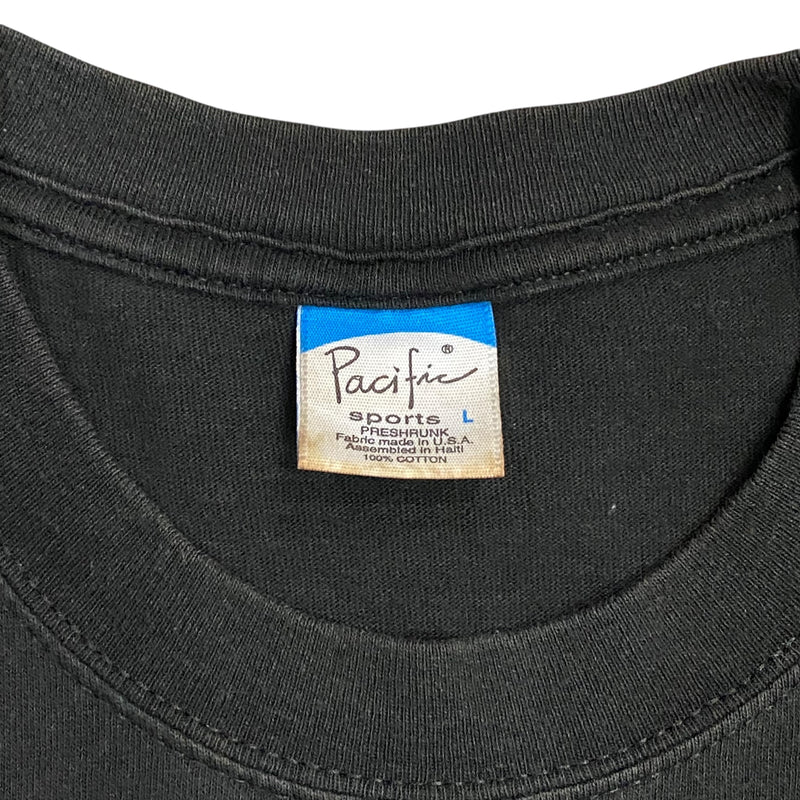 Pacific ®
sports L
PRESHRUNK
Fabric made in U.S.A.
Assembled in Haiti
100% COTTON